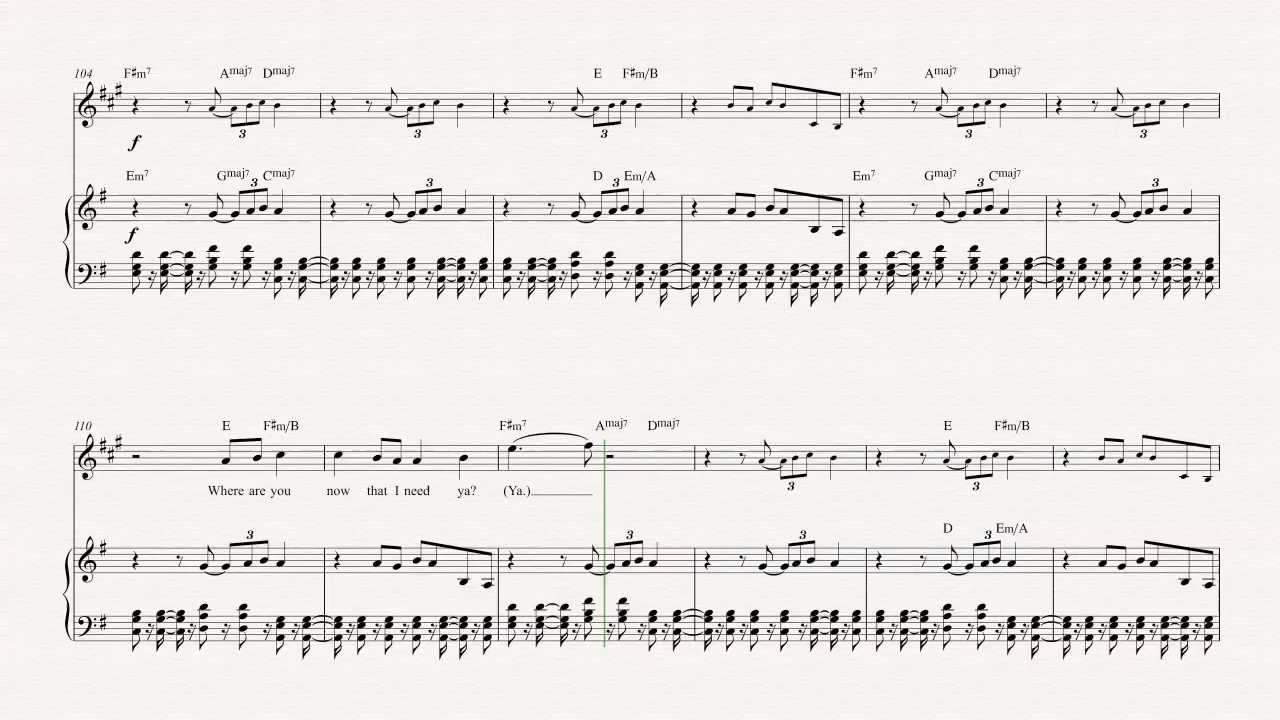 104 F♯m7 Amaj7 Dmaj7 E F♯m/B F♯m7 Amaj7 Dmaj7
3 3 3 3 3
f
Em7 Gmaj7 3 Cmaj7 3 D 3 Em/A Em7 Gmaj7 3 Cmaj7 3
f
110 E F♯m/B F♯m7 Amaj7 Dmaj7 E F♯m/B
Where are you now that I need ya? (Ya.)
3 3
D Em/A
3 3 3 3